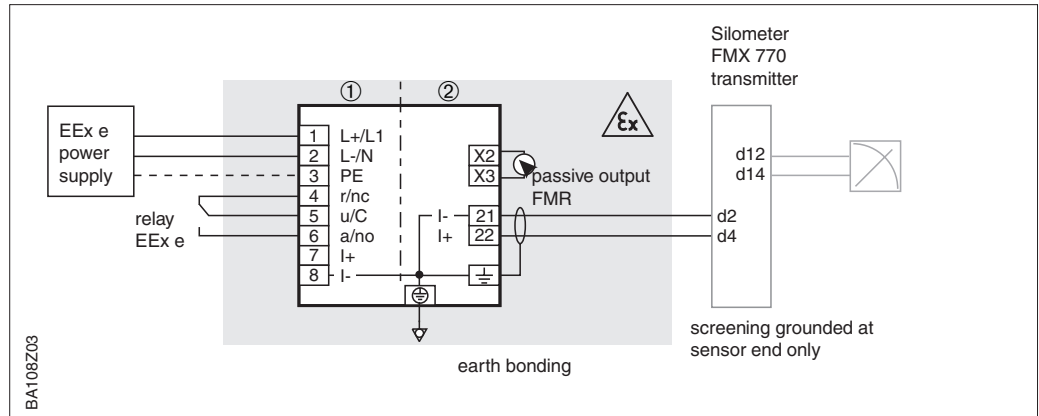 Silometer
FMX 770
transmitter
① ②
EEx e
power
supply
1 L+/L1
2 L-/N
3 PE
4 r/nc
5 u/C
6 a/no
7 I+
8 I-
relay
EEx e
X2
X3
passive output
FMR
I- 21
I+ 22
Ex
d12
d14
d2
d4
screening grounded at
sensor end only
earth bonding
BA108Z03